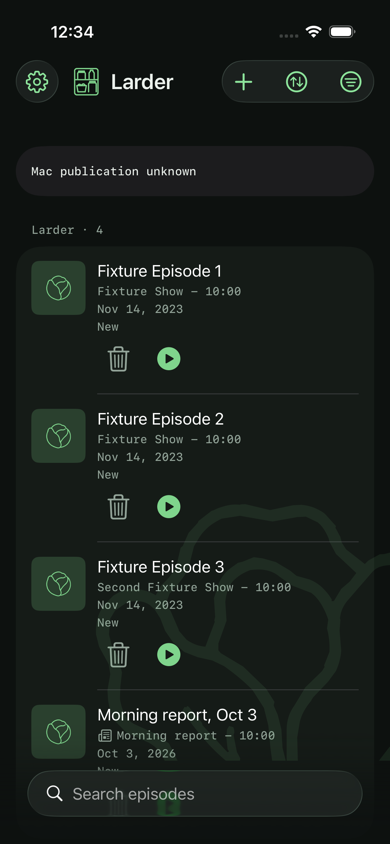 12:34
Larder
Mac publication unknown
Larder · 4
Fixture Episode 1
Fixture Show — 10:00
Nov 14, 2023
New
Fixture Episode 2
Fixture Show — 10:00
Nov 14, 2023
New
Fixture Episode 3
Second Fixture Show — 10:00
Nov 14, 2023
New
Morning report, Oct 3
Morning report — 10:00
Oct 3, 2026
Search episodes